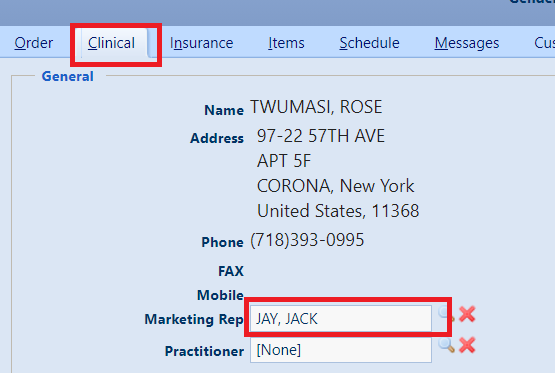 Order Clinical Insurance Items Schedule Messages
General
Name TWUMASI, ROSE
Address 97-22 57TH AVE
APT 5F
CORONA, New York
United States, 11368
Phone (718)393-0995
FAX
Mobile
Marketing Rep JAY, JACK
Practitioner [None]